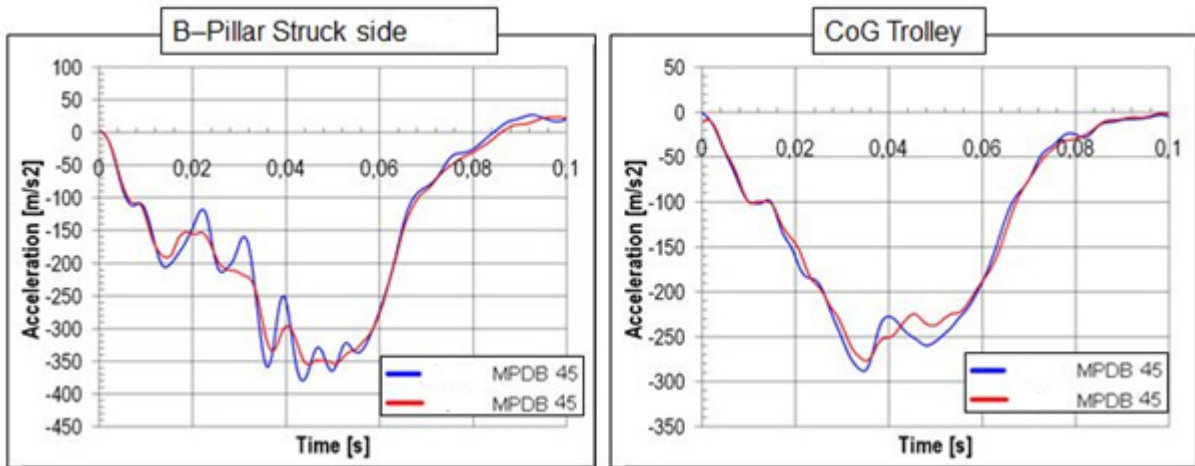 B–Pillar Struck side
100
50
0
-50
-100
-150
-200
-250
-300
-350
-400
-450
0 0,02 0,04 0,06 0,08 0,1
Acceleration [m/s2]
Time [s]
MPDB 45
MPDB 45
CoG Trolley
50
0
-50
-100
-150
-200
-250
-300
-350
0 0,02 0,04 0,06 0,08 0,1
Acceleration [m/s2]
Time [s]
MPDB 45
MPDB 45